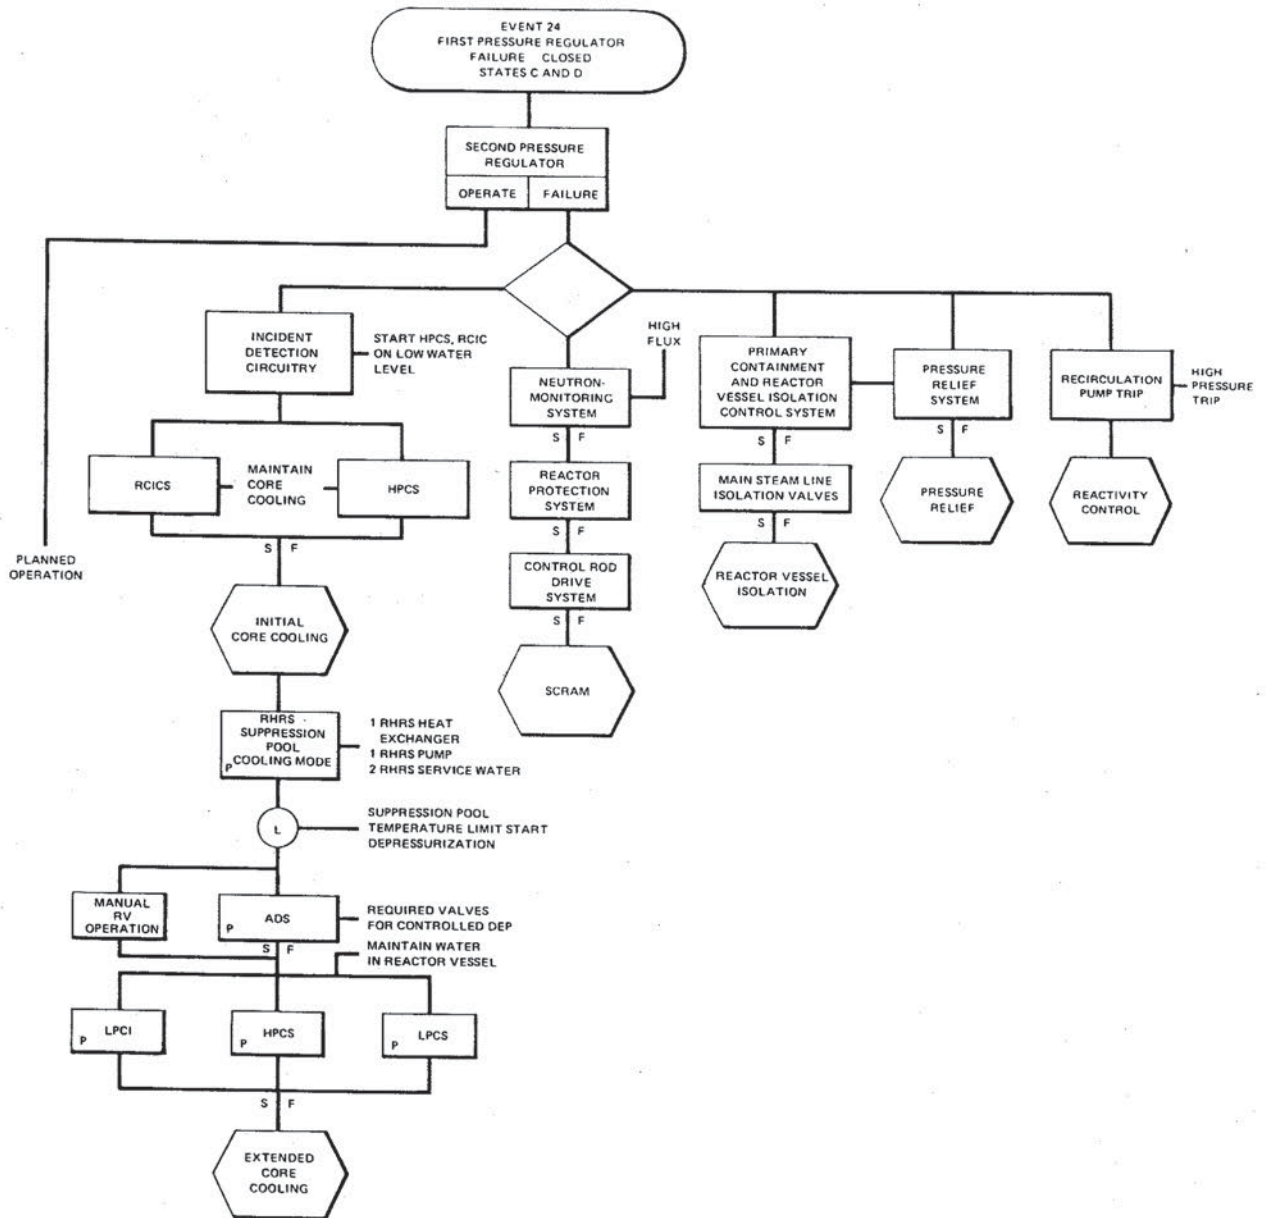 EVENT 24
FIRST PRESSURE REGULATOR
FAILURE CLOSED
STATES C AND D
SECOND PRESSURE
REGULATOR
OPERATE
FAILURE
INCIDENT
DETECTION
CIRCUITRY
START HPCS, RCIC
ON LOW WATER
LEVEL
HIGH
FLUX
NEUTRON-
MONITORING
SYSTEM
S F
PRIMARY
CONTAINMENT
AND REACTOR
VESSEL ISOLATION
CONTROL SYSTEM
S F
PRESSURE
RELIEF
SYSTEM
S F
RECIRCULATION
PUMP TRIP
HIGH
PRESSURE
TRIP
RCICS
MAINTAIN
CORE
COOLING
HPCS
S F
REACTOR
PROTECTION
SYSTEM
S F
MAIN STEAM LINE
ISOLATION VALVES
S F
PRESSURE
RELIEF
REACTIVITY
CONTROL
PLANNED
OPERATION
CONTROL ROD
DRIVE
SYSTEM
S F
REACTOR VESSEL
ISOLATION
INITIAL
CORE COOLING
SCRAM
RHRS
SUPPRESSION
POOL
P COOLING MODE
1 RHRS HEAT
EXCHANGER
1 RHRS PUMP
2 RHRS SERVICE WATER
L
SUPPRESSION POOL
TEMPERATURE LIMIT START
DEPRESSURIZATION
MANUAL
RV
OPERATION
ADS
P
S F
REQUIRED VALVES
FOR CONTROLLED DEP
MAINTAIN WATER
IN REACTOR VESSEL
LPCI
P
HPCS
P
LPCS
P
S F
EXTENDED
CORE
COOLING